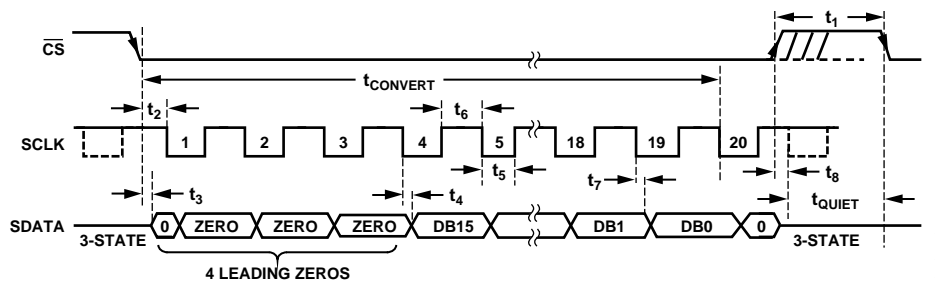 t1
CS
tCONVERT
t2
t6
SCLK
1 2 3 4 5 18 19 20
t5
t7
t8
t3
t4
tQUIET
SDATA
0 ZERO ZERO ZERO DB15 DB1 DB0 0
3-STATE
3-STATE
4 LEADING ZEROS